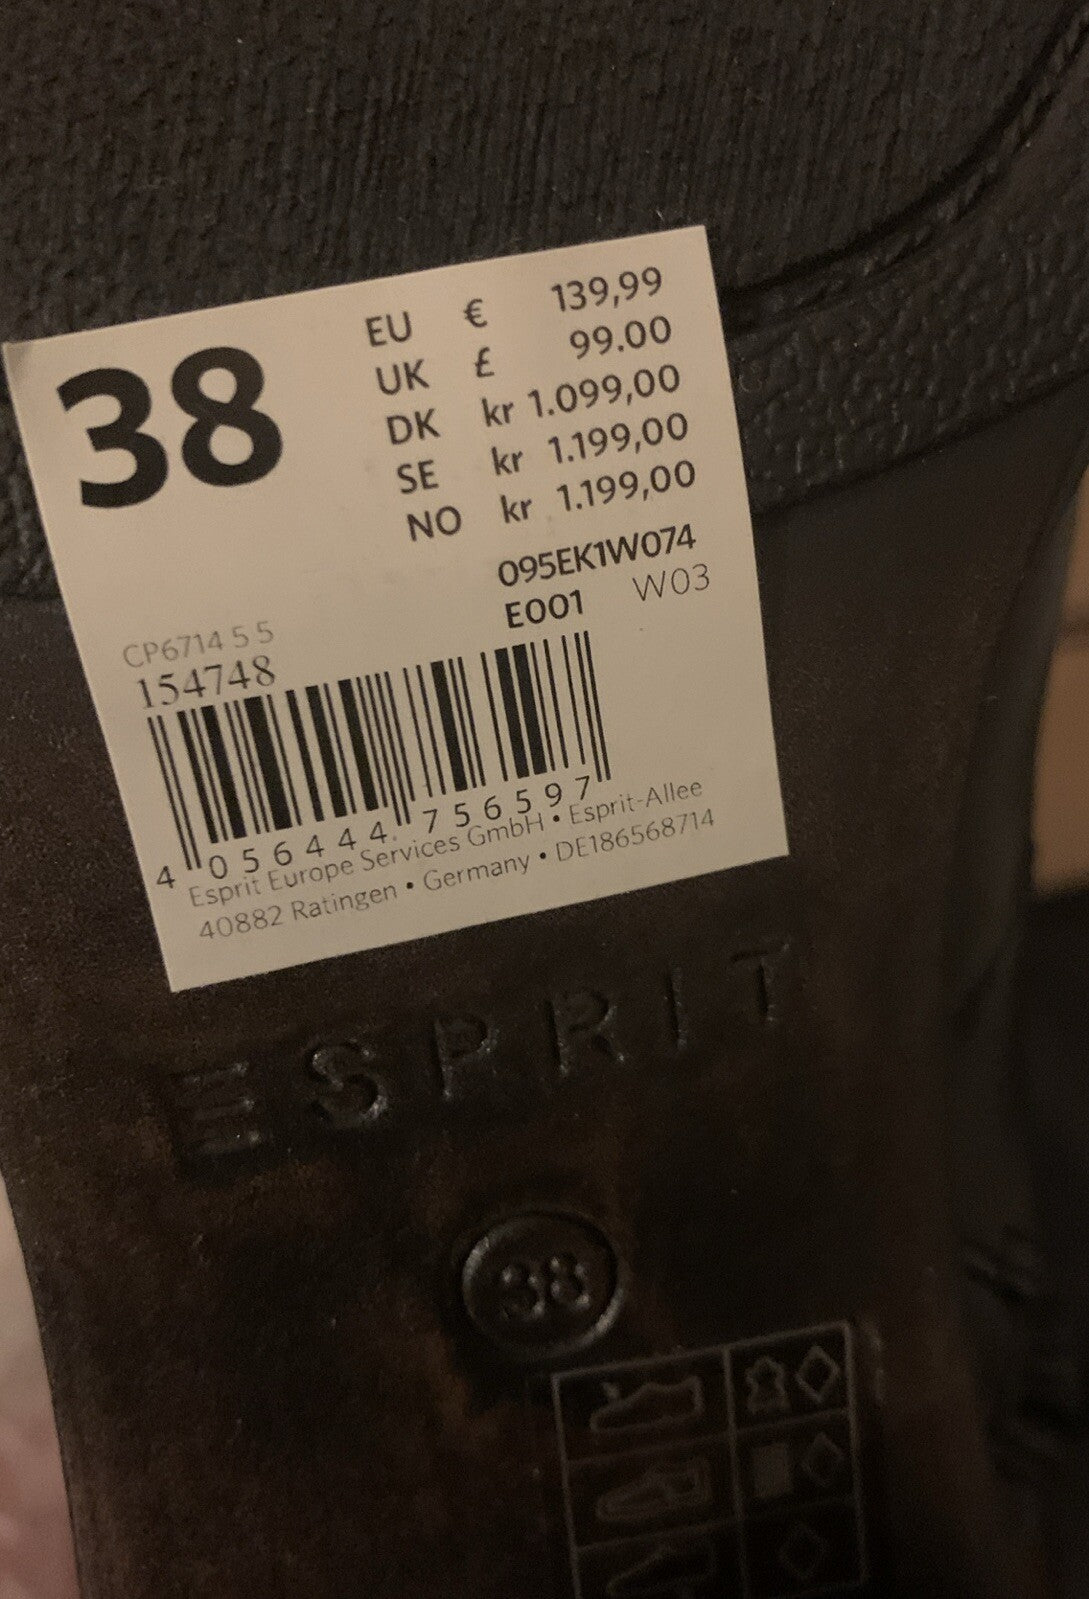 38
EU € 139,99
UK £ 99.00
DK kr 1.099,00
SE kr 1.199,00
NO kr 1.199,00
095EK1W074
E001 W03
CP6714 5 5
154748
4 056444 756597
Esprit Europe Services GmbH • Esprit-Allee
40882 Ratingen • Germany • DE186568714
ESPRIT
38